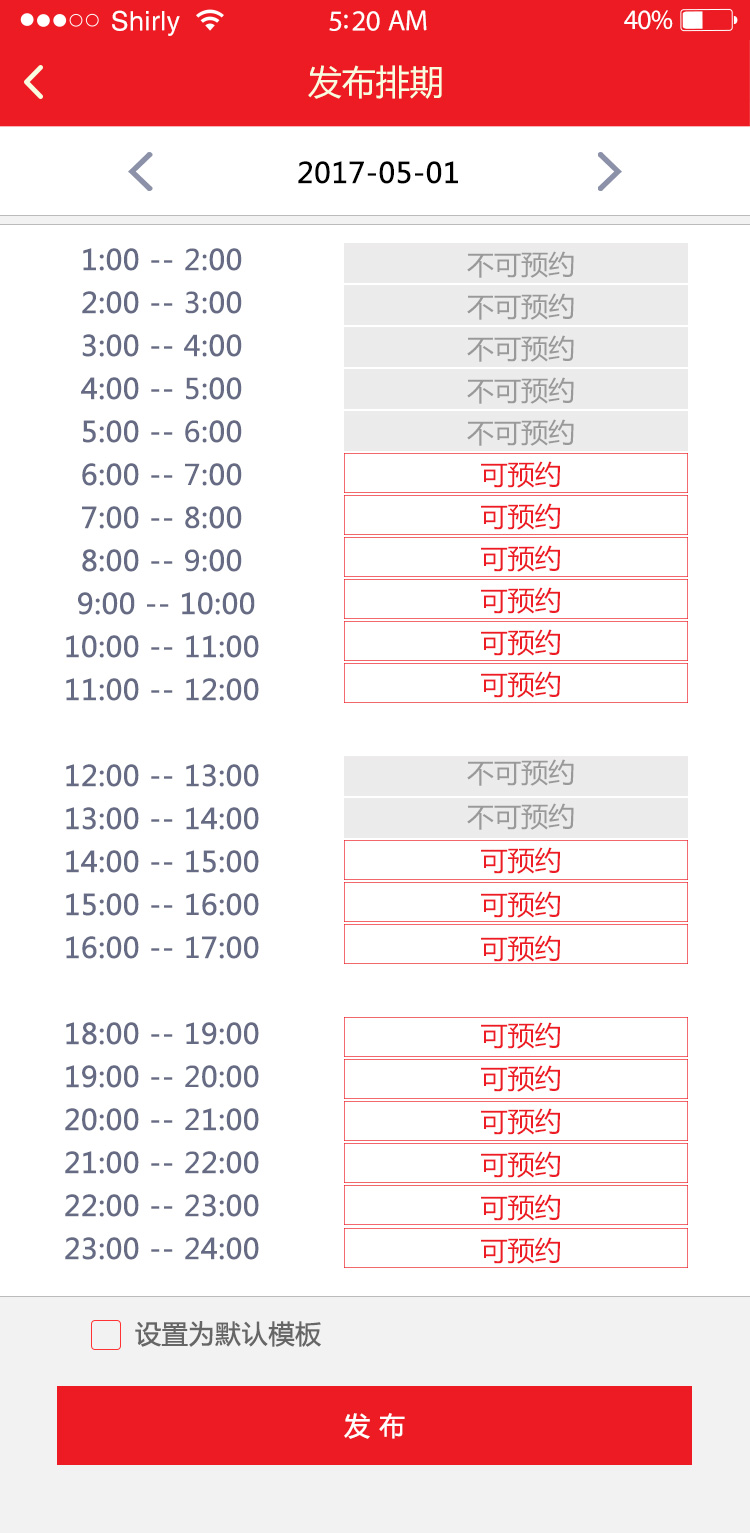 Shirly 5:20 AM 40%
发布排期
2017-05-01
1:00 -- 2:00 不可预约
2:00 -- 3:00 不可预约
3:00 -- 4:00 不可预约
4:00 -- 5:00 不可预约
5:00 -- 6:00 不可预约
6:00 -- 7:00 可预约
7:00 -- 8:00 可预约
8:00 -- 9:00 可预约
9:00 -- 10:00 可预约
10:00 -- 11:00 可预约
11:00 -- 12:00 可预约
12:00 -- 13:00 不可预约
13:00 -- 14:00 不可预约
14:00 -- 15:00 可预约
15:00 -- 16:00 可预约
16:00 -- 17:00 可预约
18:00 -- 19:00 可预约
19:00 -- 20:00 可预约
20:00 -- 21:00 可预约
21:00 -- 22:00 可预约
22:00 -- 23:00 可预约
23:00 -- 24:00 可预约
设置为默认模板
发布